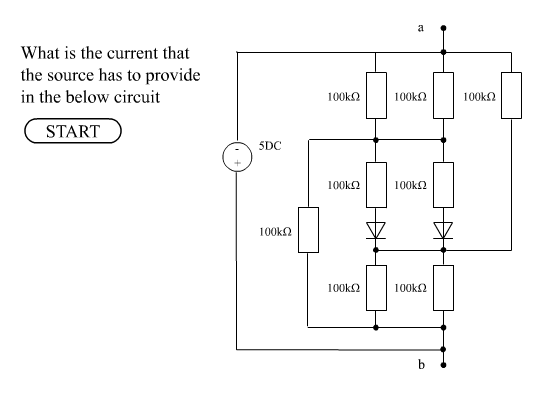 What is the current that
the source has to provide
in the below circuit
START
a
100kΩ 100kΩ 100kΩ
5DC
-
+
100kΩ 100kΩ
100kΩ
100kΩ 100kΩ
b